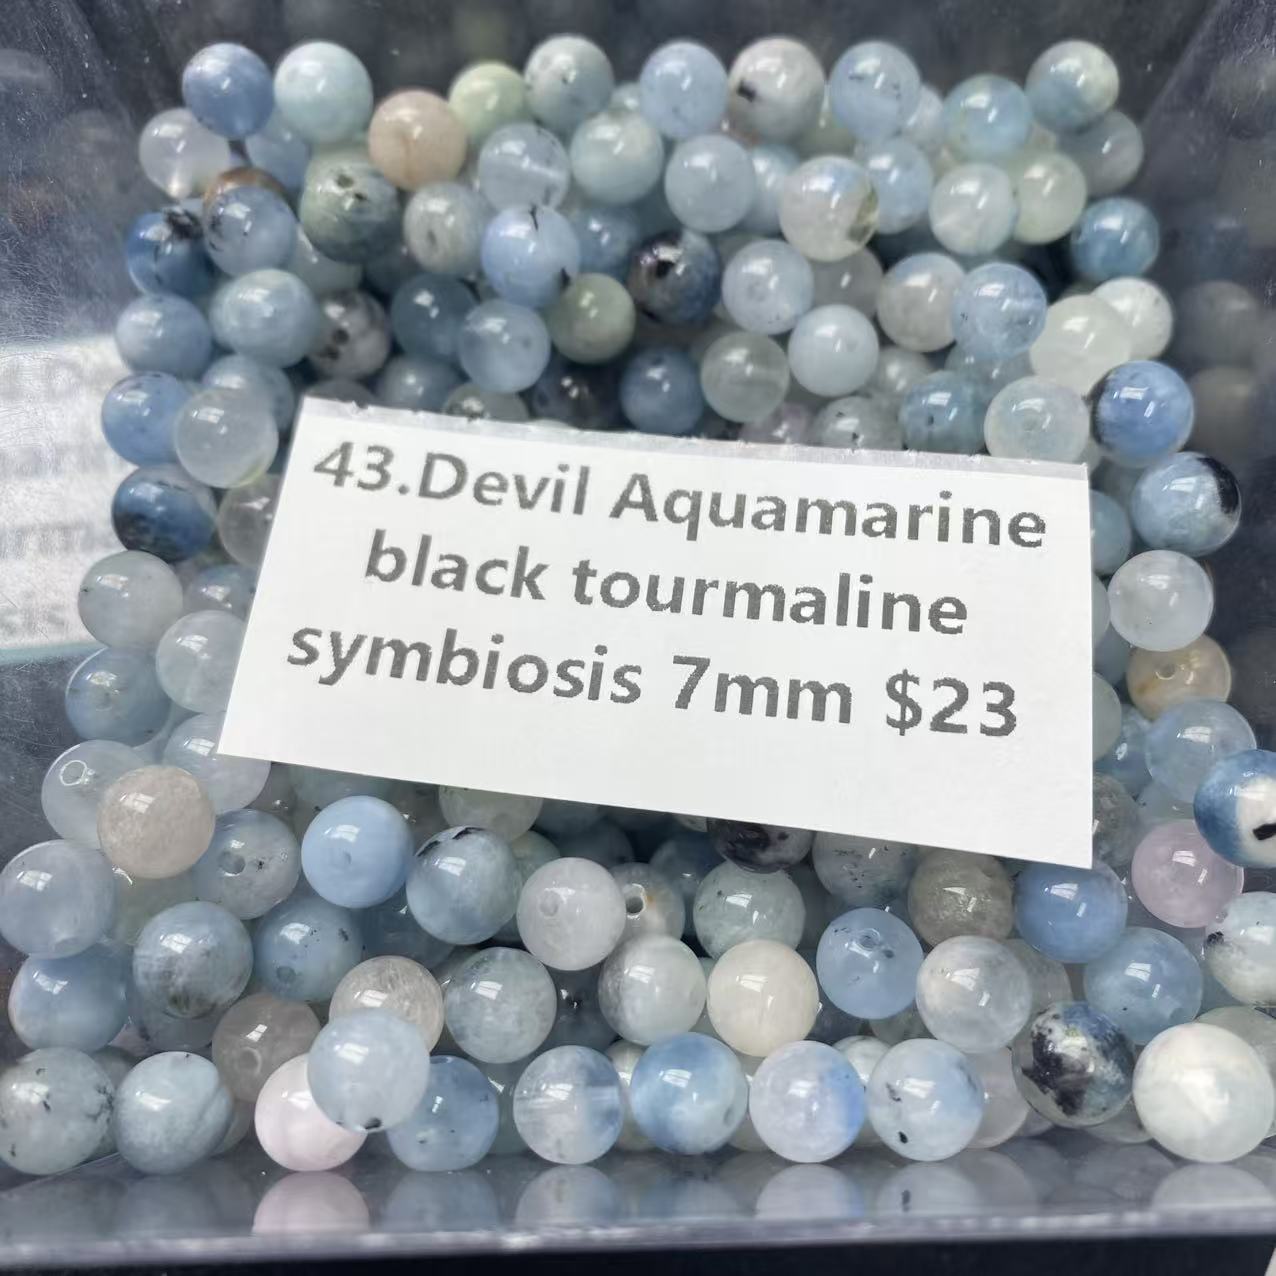 43.Devil Aquamarine
black tourmaline
symbiosis 7mm $23